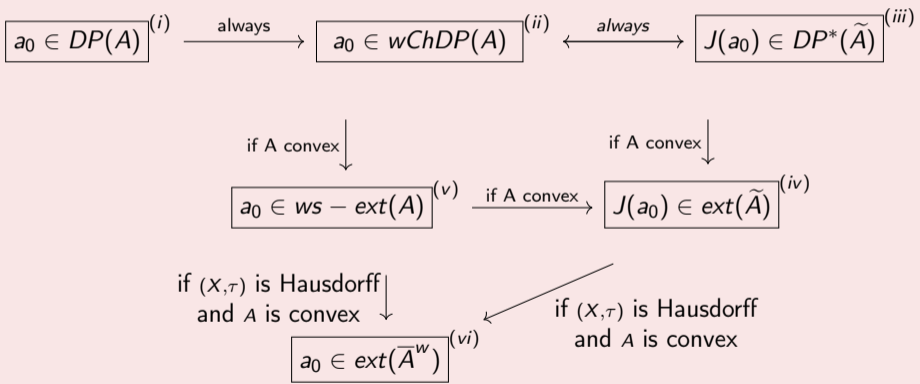 a₀ ∈ DP(A) (i) always a₀ ∈ wChDP(A) (ii) always J(a₀) ∈ DP*(Ã) (iii)
if A convex if A convex
a₀ ∈ ws − ext(A) (v) if A convex J(a₀) ∈ ext(Ã) (iv)
if (X,τ) is Hausdorff
and A is convex
if (X,τ) is Hausdorff
and A is convex
a₀ ∈ ext(A̅ʷ) (vi)